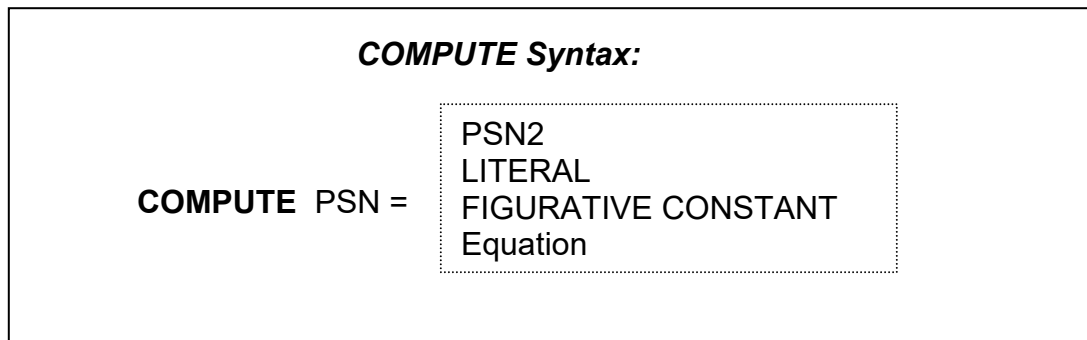 COMPUTE Syntax:
PSN2
LITERAL
COMPUTE PSN =
FIGURATIVE CONSTANT
Equation